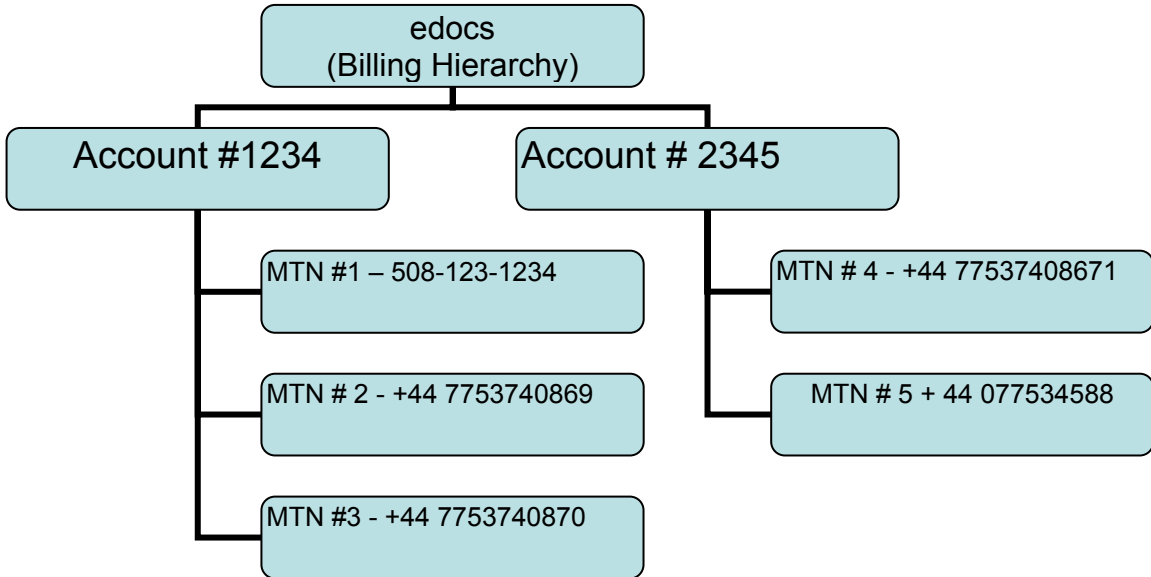 edocs
(Billing Hierarchy)
Account #1234
Account # 2345
MTN #1 – 508-123-1234
MTN # 2 - +44 7753740869
MTN #3 - +44 7753740870
MTN # 4 - +44 77537408671
MTN # 5 + 44 077534588